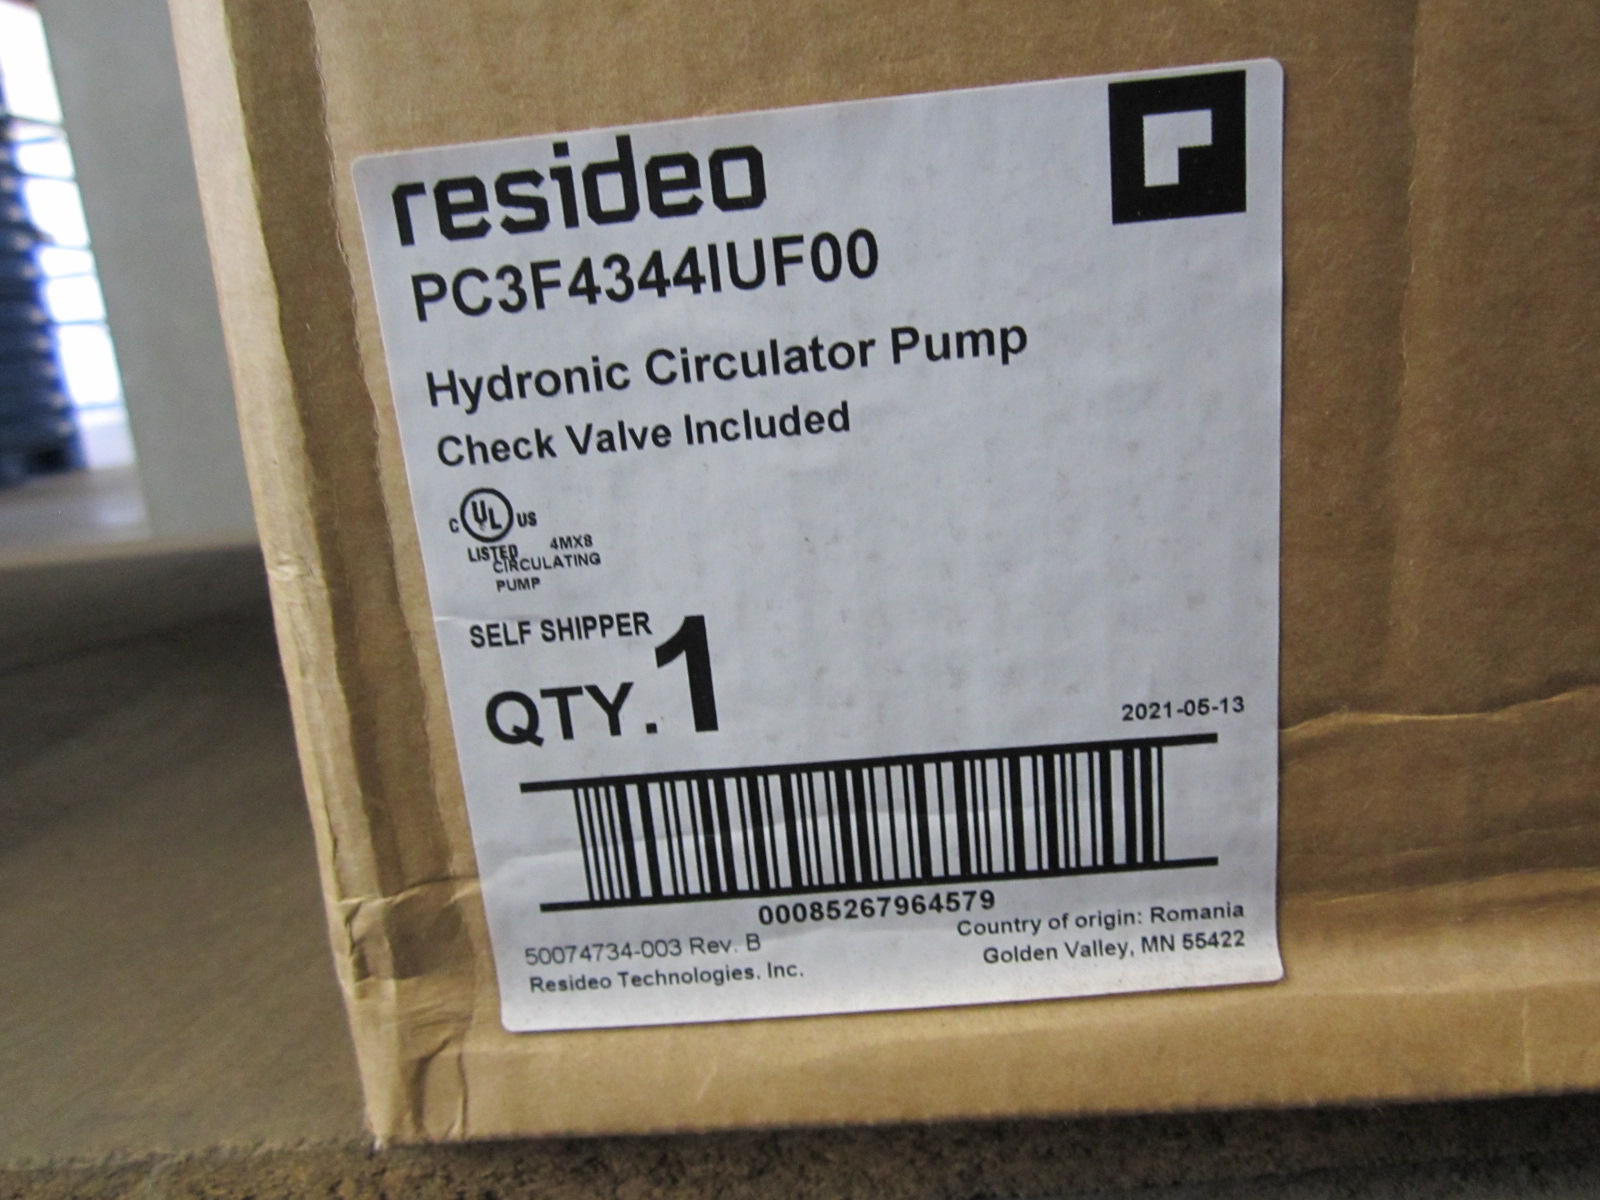 resideo
PC3F4344IUF00
Hydronic Circulator Pump
Check Valve Included
C UL US
LISTED 4MX8
CIRCULATING
PUMP
SELF SHIPPER
QTY. 1
2021-05-13
00085267964579
50074734-003 Rev. B
Country of origin: Romania
Resideo Technologies, Inc.
Golden Valley, MN 55422